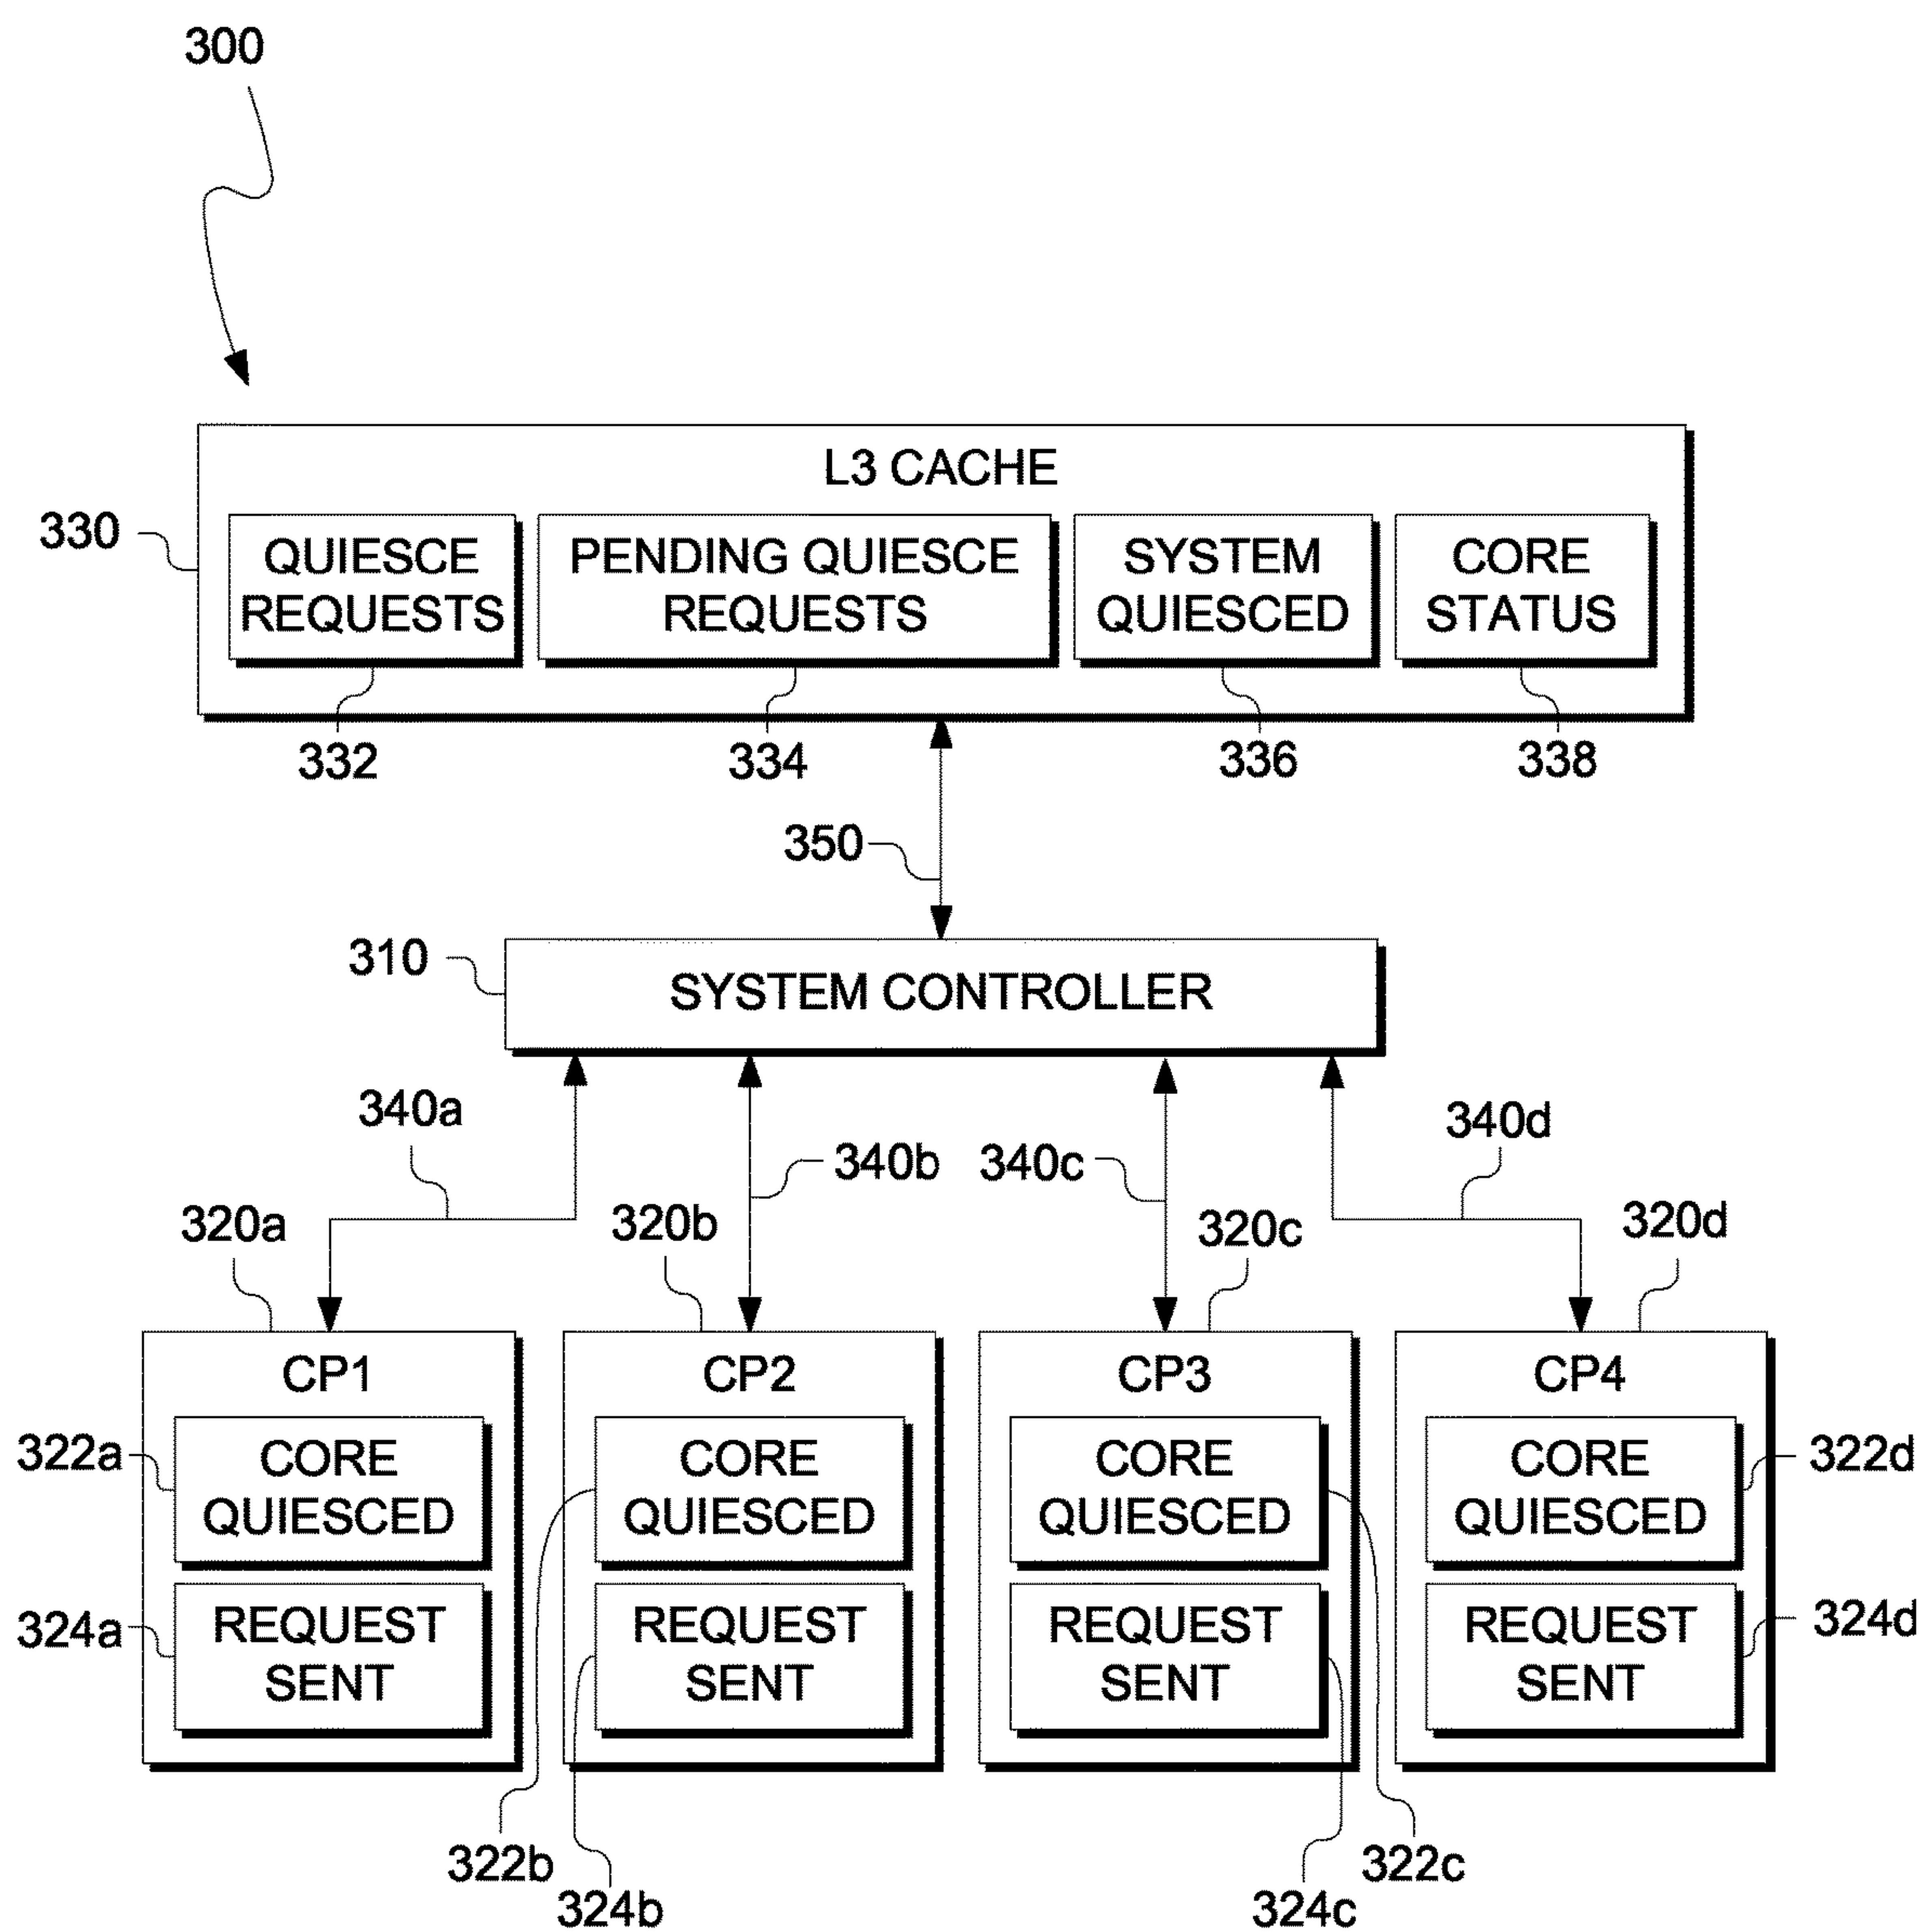 300
L3 CACHE
330
QUIESCE
REQUESTS
PENDING QUIESCE
REQUESTS
SYSTEM
QUIESCED
CORE
STATUS
332
334
336
338
350
310
SYSTEM CONTROLLER
340a
340b
340c
340d
320a
320b
320c
320d
CP1
CP2
CP3
CP4
322a
CORE
QUIESCED
CORE
QUIESCED
CORE
QUIESCED
CORE
QUIESCED
322d
324a
REQUEST
SENT
REQUEST
SENT
REQUEST
SENT
REQUEST
SENT
324d
322b
324b
324c
322c